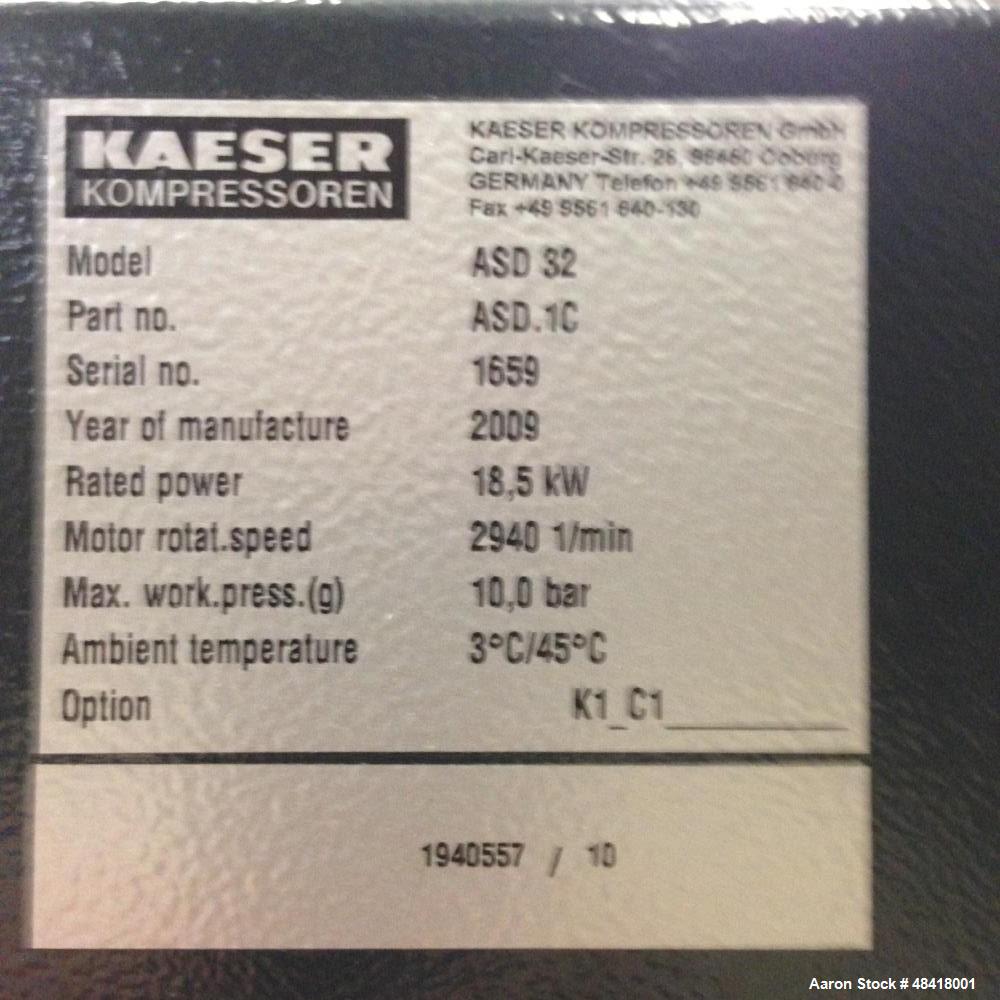 KAESER
KOMPRESSOREN
KAESER KOMPRESSOREN GmbH
Carl-Kaeser-Str. 26, 96450 Coburg
GERMANY Telefon +49 9561 640-0
Fax +49 9561 640-130
Model ASD 32
Part no. ASD.1C
Serial no. 1659
Year of manufacture 2009
Rated power 18,5 kW
Motor rotat.speed 2940 1/min
Max. work.press.(g) 10,0 bar
Ambient temperature 3°C/45°C
Option K1_C1__________
1940557 / 10
Aaron Stock # 48418001